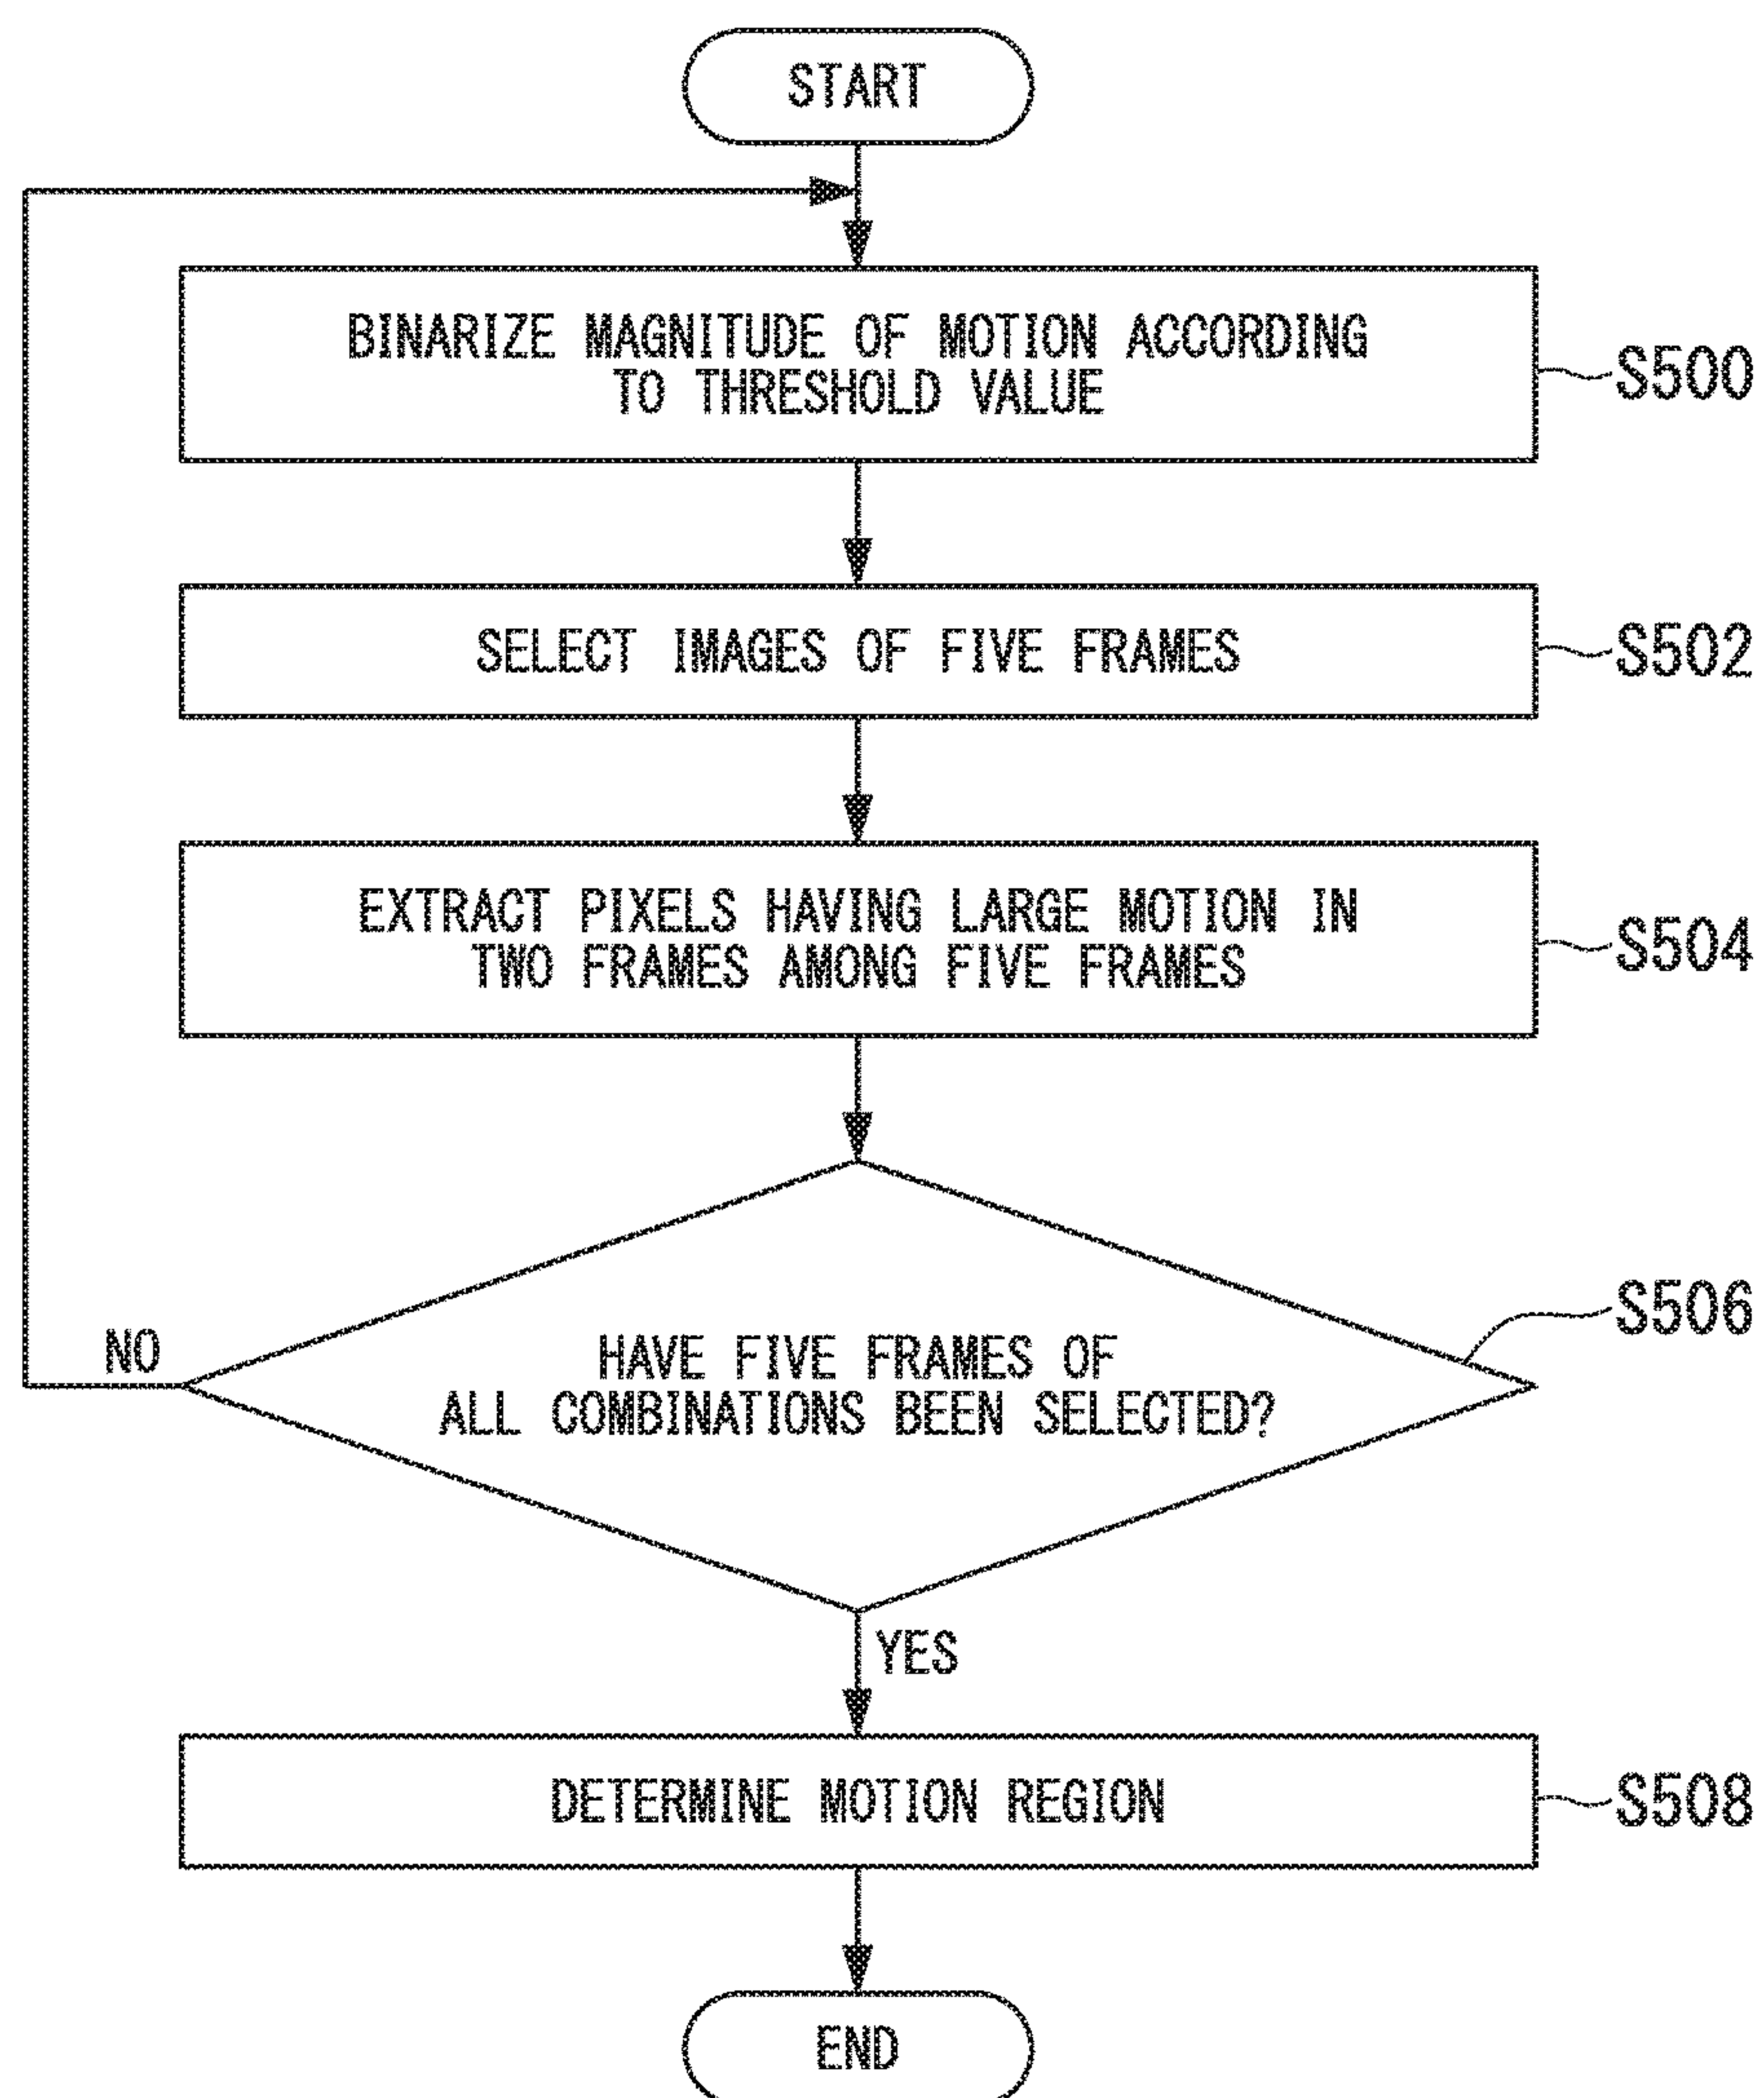 START
BINARIZE MAGNITUDE OF MOTION ACCORDING
TO THRESHOLD VALUE
S500
SELECT IMAGES OF FIVE FRAMES
S502
EXTRACT PIXELS HAVING LARGE MOTION IN
TWO FRAMES AMONG FIVE FRAMES
S504
HAVE FIVE FRAMES OF
ALL COMBINATIONS BEEN SELECTED?
S506
NO
YES
DETERMINE MOTION REGION
S508
END